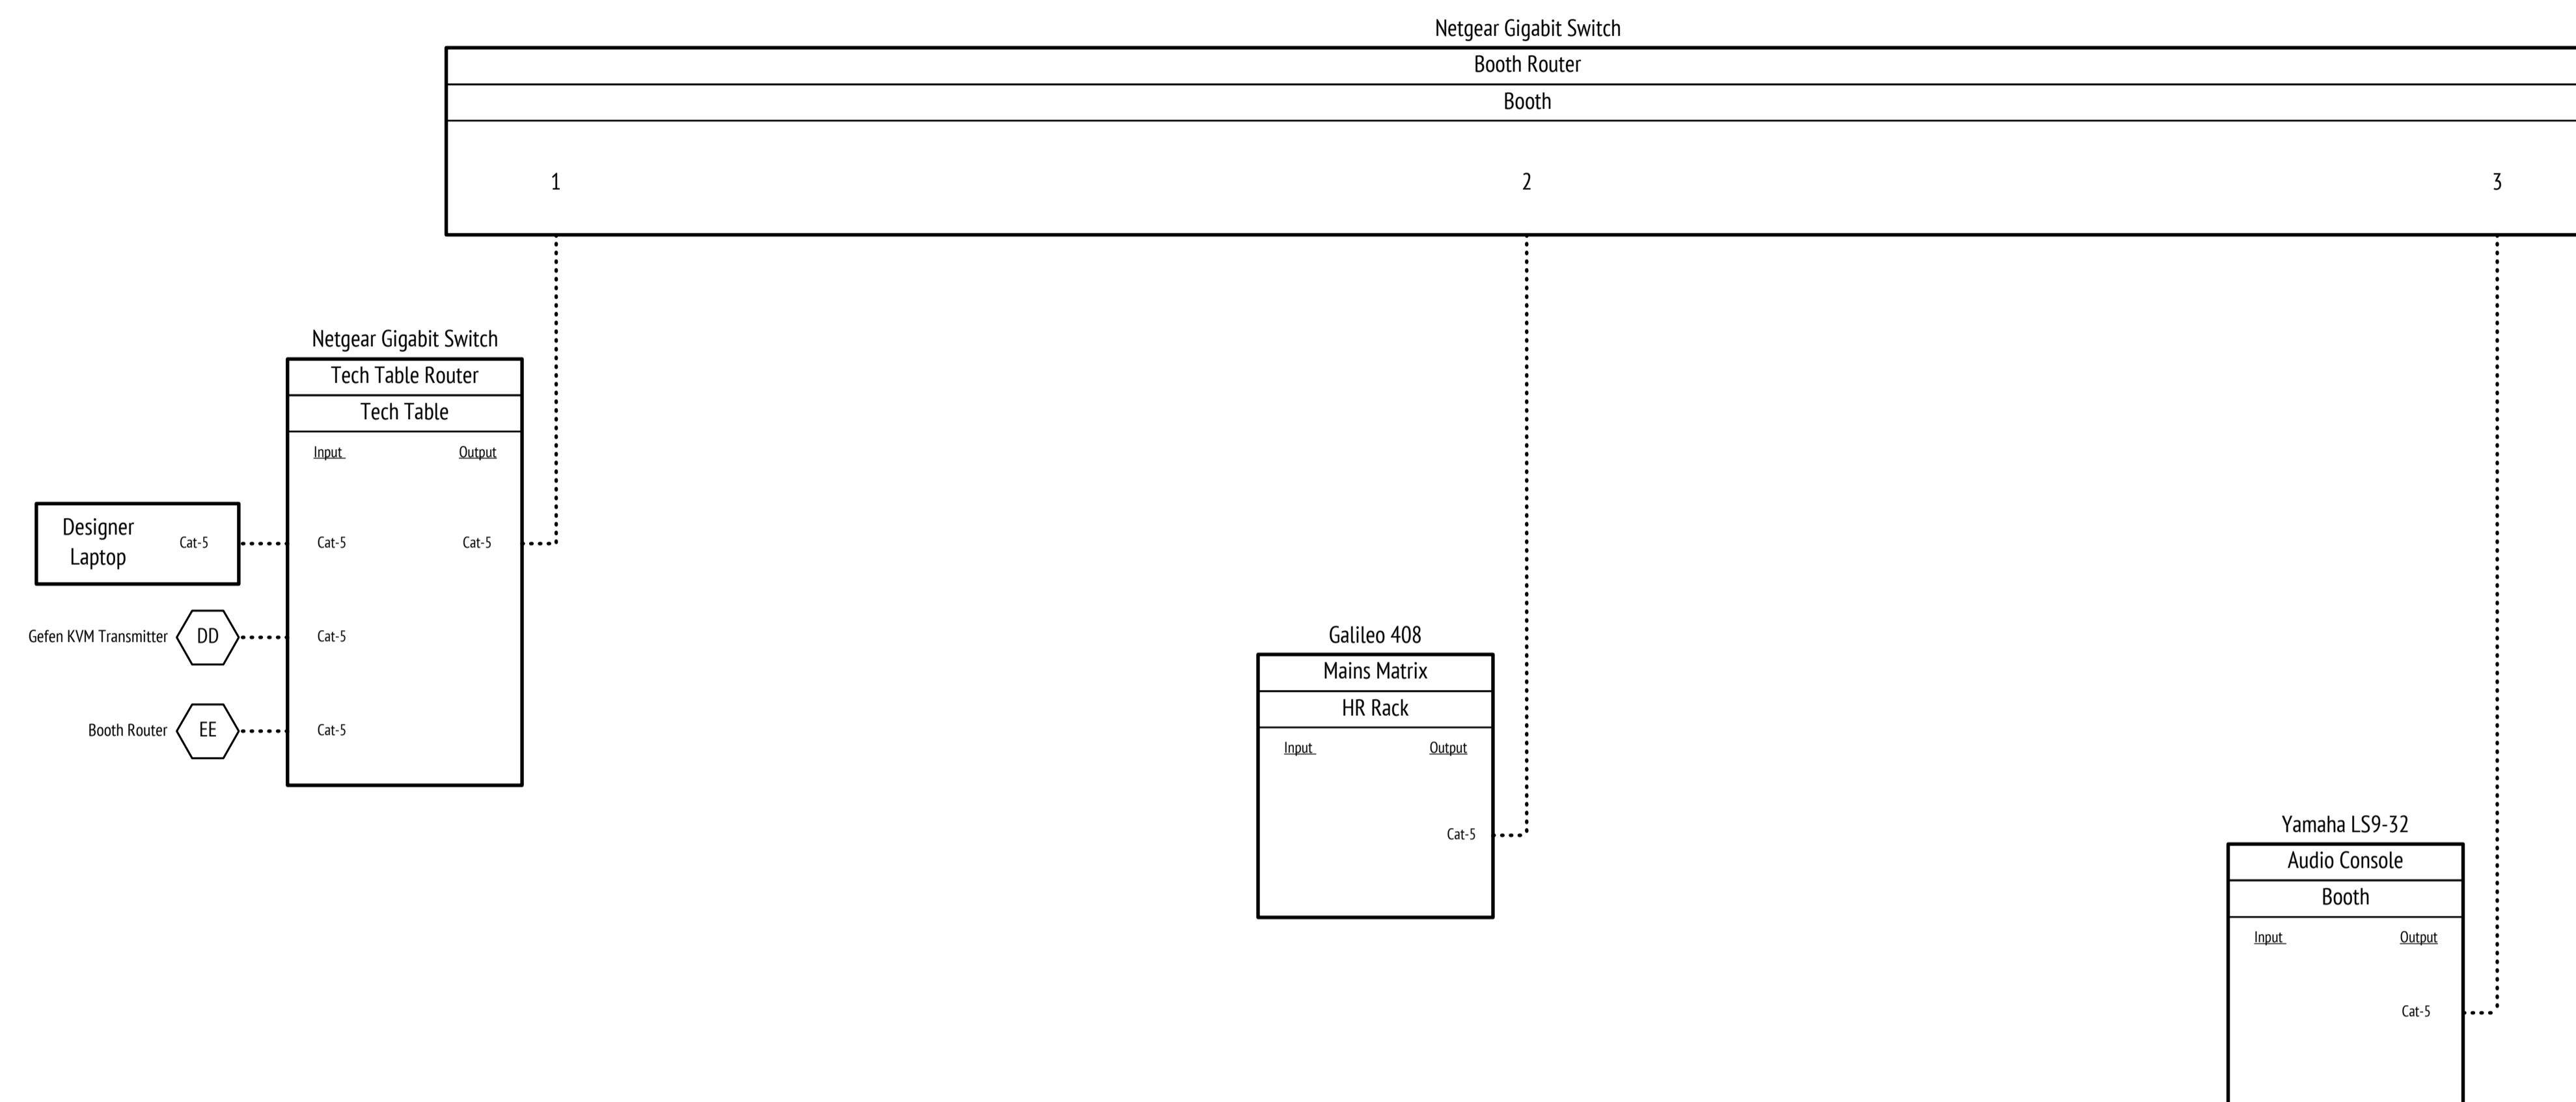 Netgear Gigabit Switch
Booth Router
Booth
1
2
3
Netgear Gigabit Switch
Tech Table Router
Tech Table
Input
Output
Designer
Laptop
Cat-5
Cat-5
Cat-5
Gefen KVM Transmitter
DD
Cat-5
Booth Router
EE
Cat-5
Galileo 408
Mains Matrix
HR Rack
Input
Output
Cat-5
Yamaha LS9-32
Audio Console
Booth
Input
Output
Cat-5